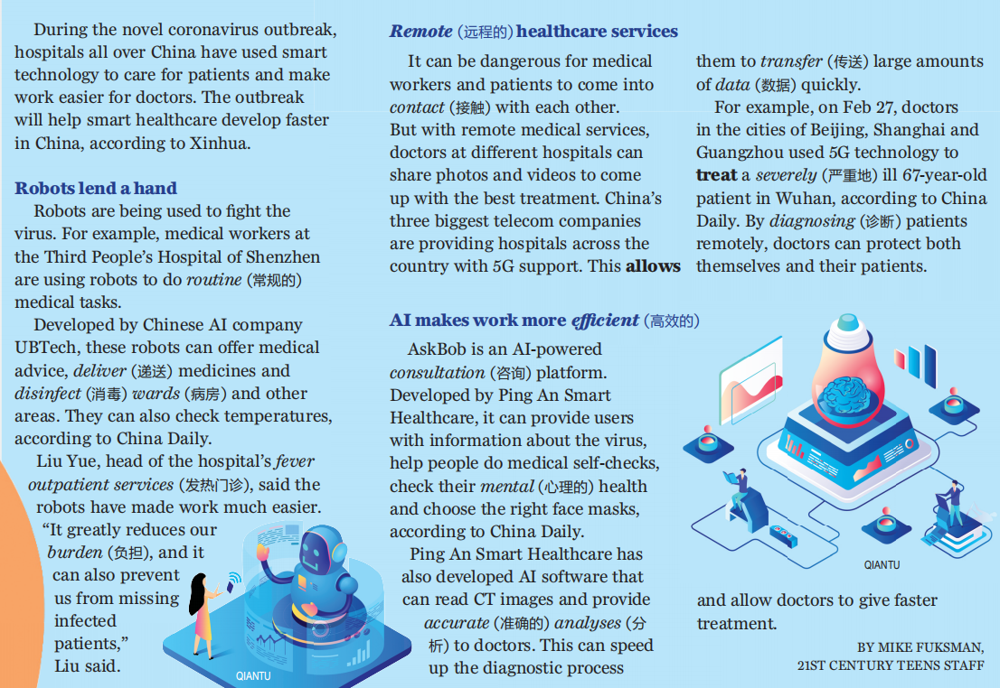 During the novel coronavirus outbreak,
hospitals all over China have used smart
technology to care for patients and make
work easier for doctors. The outbreak
will help smart healthcare develop faster
in China, according to Xinhua.
Robots lend a hand
Robots are being used to fight the
virus. For example, medical workers at
the Third People's Hospital of Shenzhen
are using robots to do routine (常规的)
medical tasks.
Developed by Chinese AI company
UBTech, these robots can offer medical
advice, deliver (递送) medicines and
disinfect (消毒) wards (病房) and other
areas. They can also check temperatures,
according to China Daily.
Liu Yue, head of the hospital's fever
outpatient services (发热门诊), said the
robots have made work much easier.
“It greatly reduces our
burden (负担), and it
can also prevent
us from missing
infected
patients,”
Liu said.
QIANTU
Remote (远程的) healthcare services
It can be dangerous for medical
workers and patients to come into
contact (接触) with each other.
But with remote medical services,
doctors at different hospitals can
share photos and videos to come
up with the best treatment. China's
three biggest telecom companies
are providing hospitals across the
country with 5G support. This allows
them to transfer (传送) large amounts
of data (数据) quickly.
For example, on Feb 27, doctors
in the cities of Beijing, Shanghai and
Guangzhou used 5G technology to
treat a severely (严重地) ill 67-year-old
patient in Wuhan, according to China
Daily. By diagnosing (诊断) patients
remotely, doctors can protect both
themselves and their patients.
AI makes work more efficient (高效的)
AskBob is an AI-powered
consultation (咨询) platform.
Developed by Ping An Smart
Healthcare, it can provide users
with information about the virus,
help people do medical self-checks,
check their mental (心理的) health
and choose the right face masks,
according to China Daily.
Ping An Smart Healthcare has
also developed AI software that
can read CT images and provide
accurate (准确的) analyses (分
析) to doctors. This can speed
up the diagnostic process
QIANTU
and allow doctors to give faster
treatment.
BY MIKE FUKSMAN,
21ST CENTURY TEENS STAFF